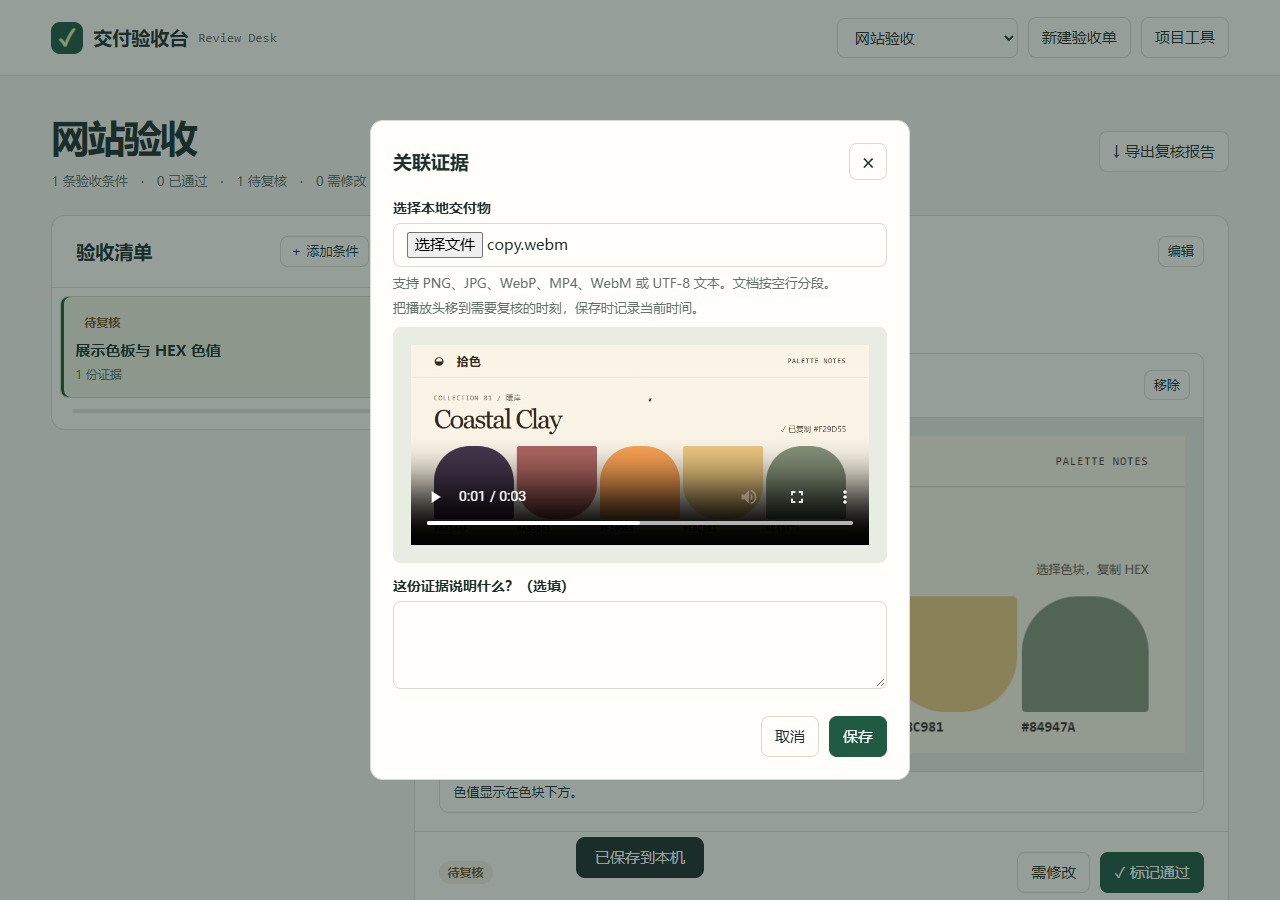 交付验收台 Review Desk
网站验收
新建验收单
项目工具
网站验收
1 条验收条件 · 0 已通过 · 1 待复核 · 0 需修改
↓ 导出复核报告
验收清单
+ 添加条件
编辑
待复核
展示色板与 HEX 色值
1 份证据
移除
PALETTE NOTES
选择色块，复制 HEX
#84947A
色值显示在色块下方。
待复核
需修改
✓ 标记通过
已保存到本机
关联证据
×
选择本地交付物
选择文件 copy.webm
支持 PNG、JPG、WebP、MP4、WebM 或 UTF-8 文本。文档按空行分段。
把播放头移到需要复核的时刻，保存时记录当前时间。
拾色
PALETTE NOTES
COLLECTION 01 / 暖岸
Coastal Clay
✓ 已复制 #F29D55
0:01 / 0:03
这份证据说明什么？（选填）
取消
保存